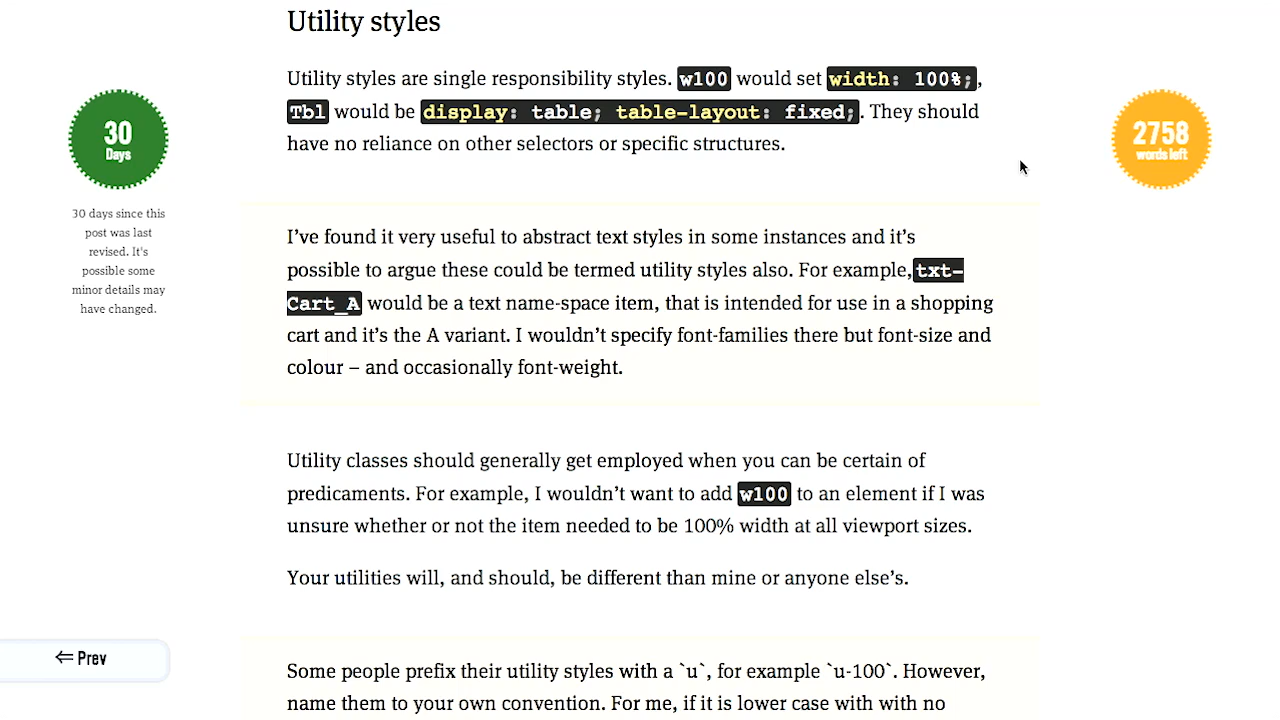 Utility styles
Utility styles are single responsibility styles. w100 would set width: 100%;,
Tbl would be display: table; table-layout: fixed;. They should
have no reliance on other selectors or specific structures.
30
Days
2758
words left
30 days since this
post was last
revised. It's
possible some
minor details may
have changed.
I’ve found it very useful to abstract text styles in some instances and it’s
possible to argue these could be termed utility styles also. For example, txt-
Cart_A would be a text name-space item, that is intended for use in a shopping
cart and it’s the A variant. I wouldn’t specify font-families there but font-size and
colour – and occasionally font-weight.
Utility classes should generally get employed when you can be certain of
predicaments. For example, I wouldn’t want to add w100 to an element if I was
unsure whether or not the item needed to be 100% width at all viewport sizes.
Your utilities will, and should, be different than mine or anyone else’s.
⇐ Prev
Some people prefix their utility styles with a `u`, for example `u-100`. However,
name them to your own convention. For me, if it is lower case with with no